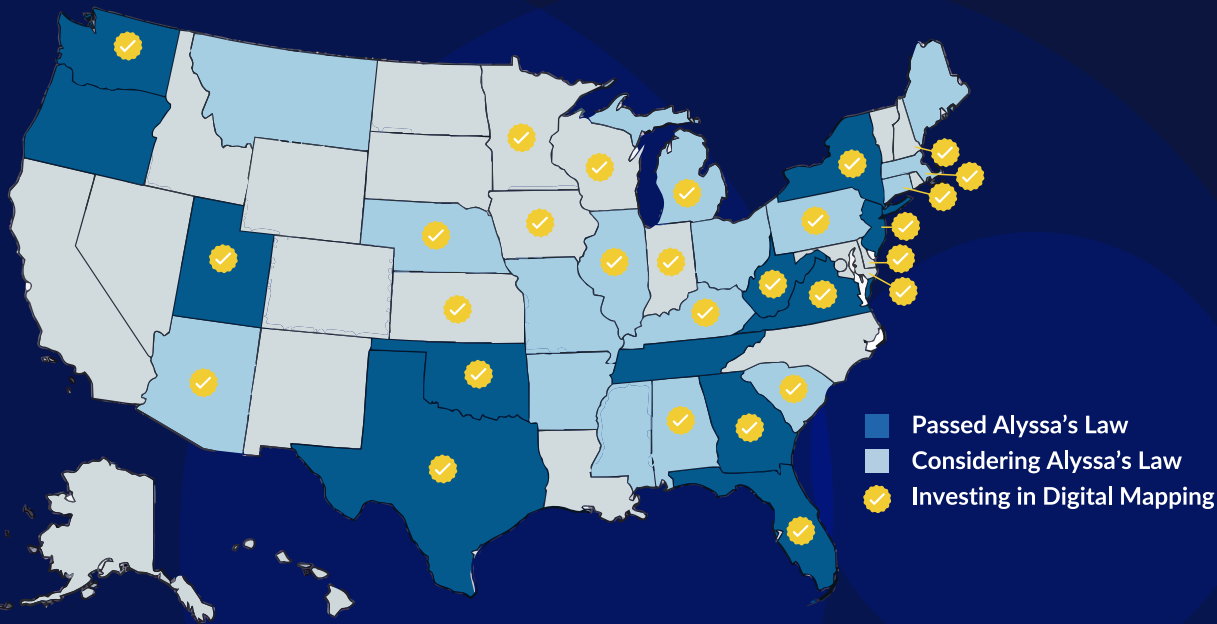 Passed Alyssa’s Law
Considering Alyssa’s Law
Investing in Digital Mapping